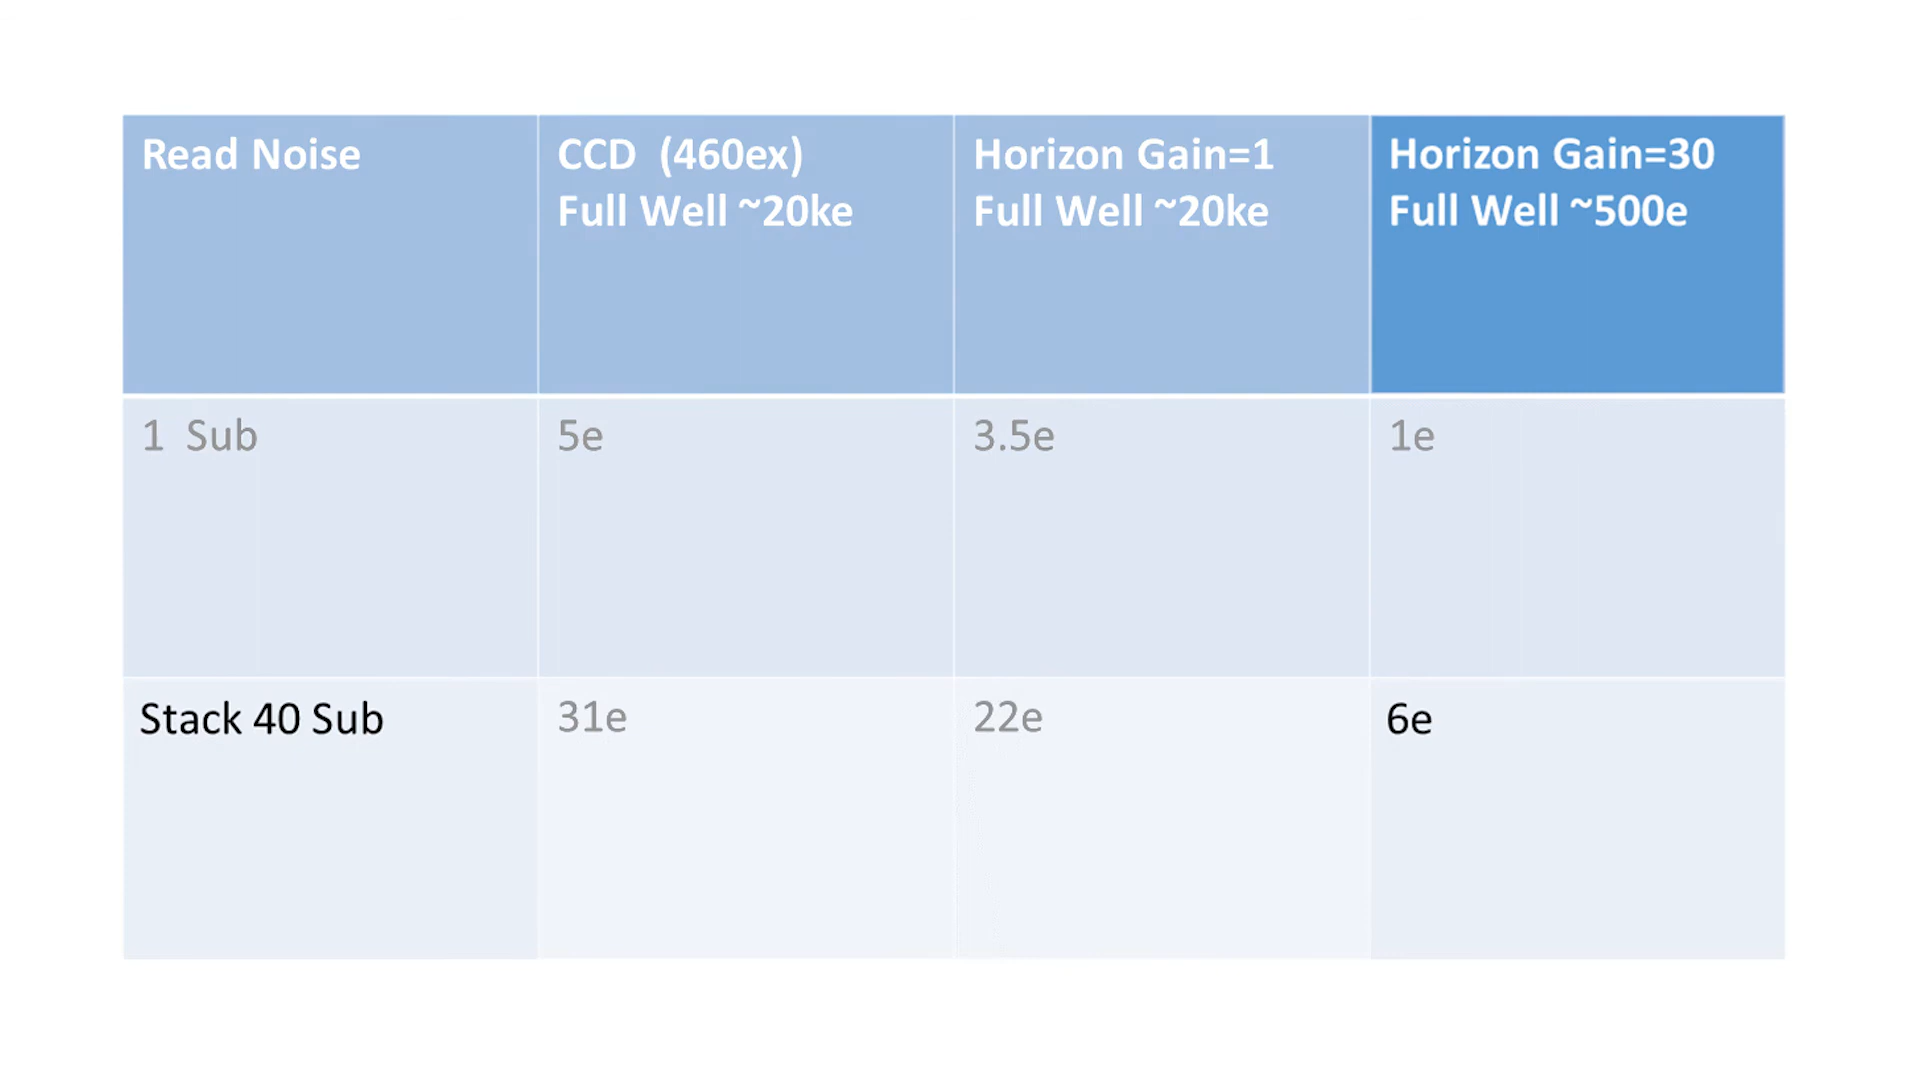 Read Noise
CCD (460ex)
Full Well ~20ke
Horizon Gain=1
Full Well ~20ke
Horizon Gain=30
Full Well ~500e
1 Sub
5e
3.5e
1e
Stack 40 Sub
31e
22e
6e